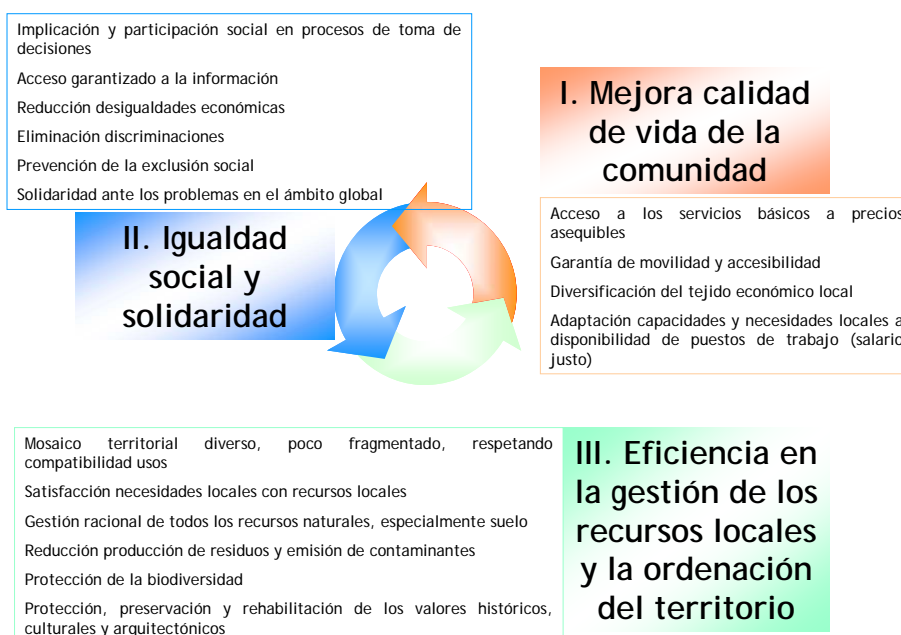 Implicación y participación social en procesos de toma de
decisiones
Acceso garantizado a la información
Reducción desigualdades económicas
Eliminación discriminaciones
Prevención de la exclusión social
Solidaridad ante los problemas en el ámbito global
I. Mejora calidad
de vida de la
comunidad
Acceso a los servicios básicos a precios
asequibles
Garantía de movilidad y accesibilidad
Diversificación del tejido económico local
Adaptación capacidades y necesidades locales a
disponibilidad de puestos de trabajo (salario
justo)
II. Igualdad
social y
solidaridad
Mosaico territorial diverso, poco fragmentado, respetando
compatibilidad usos
Satisfacción necesidades locales con recursos locales
Gestión racional de todos los recursos naturales, especialmente suelo
Reducción producción de residuos y emisión de contaminantes
Protección de la biodiversidad
Protección, preservación y rehabilitación de los valores históricos,
culturales y arquitectónicos
III. Eficiencia en
la gestión de los
recursos locales
y la ordenación
del territorio